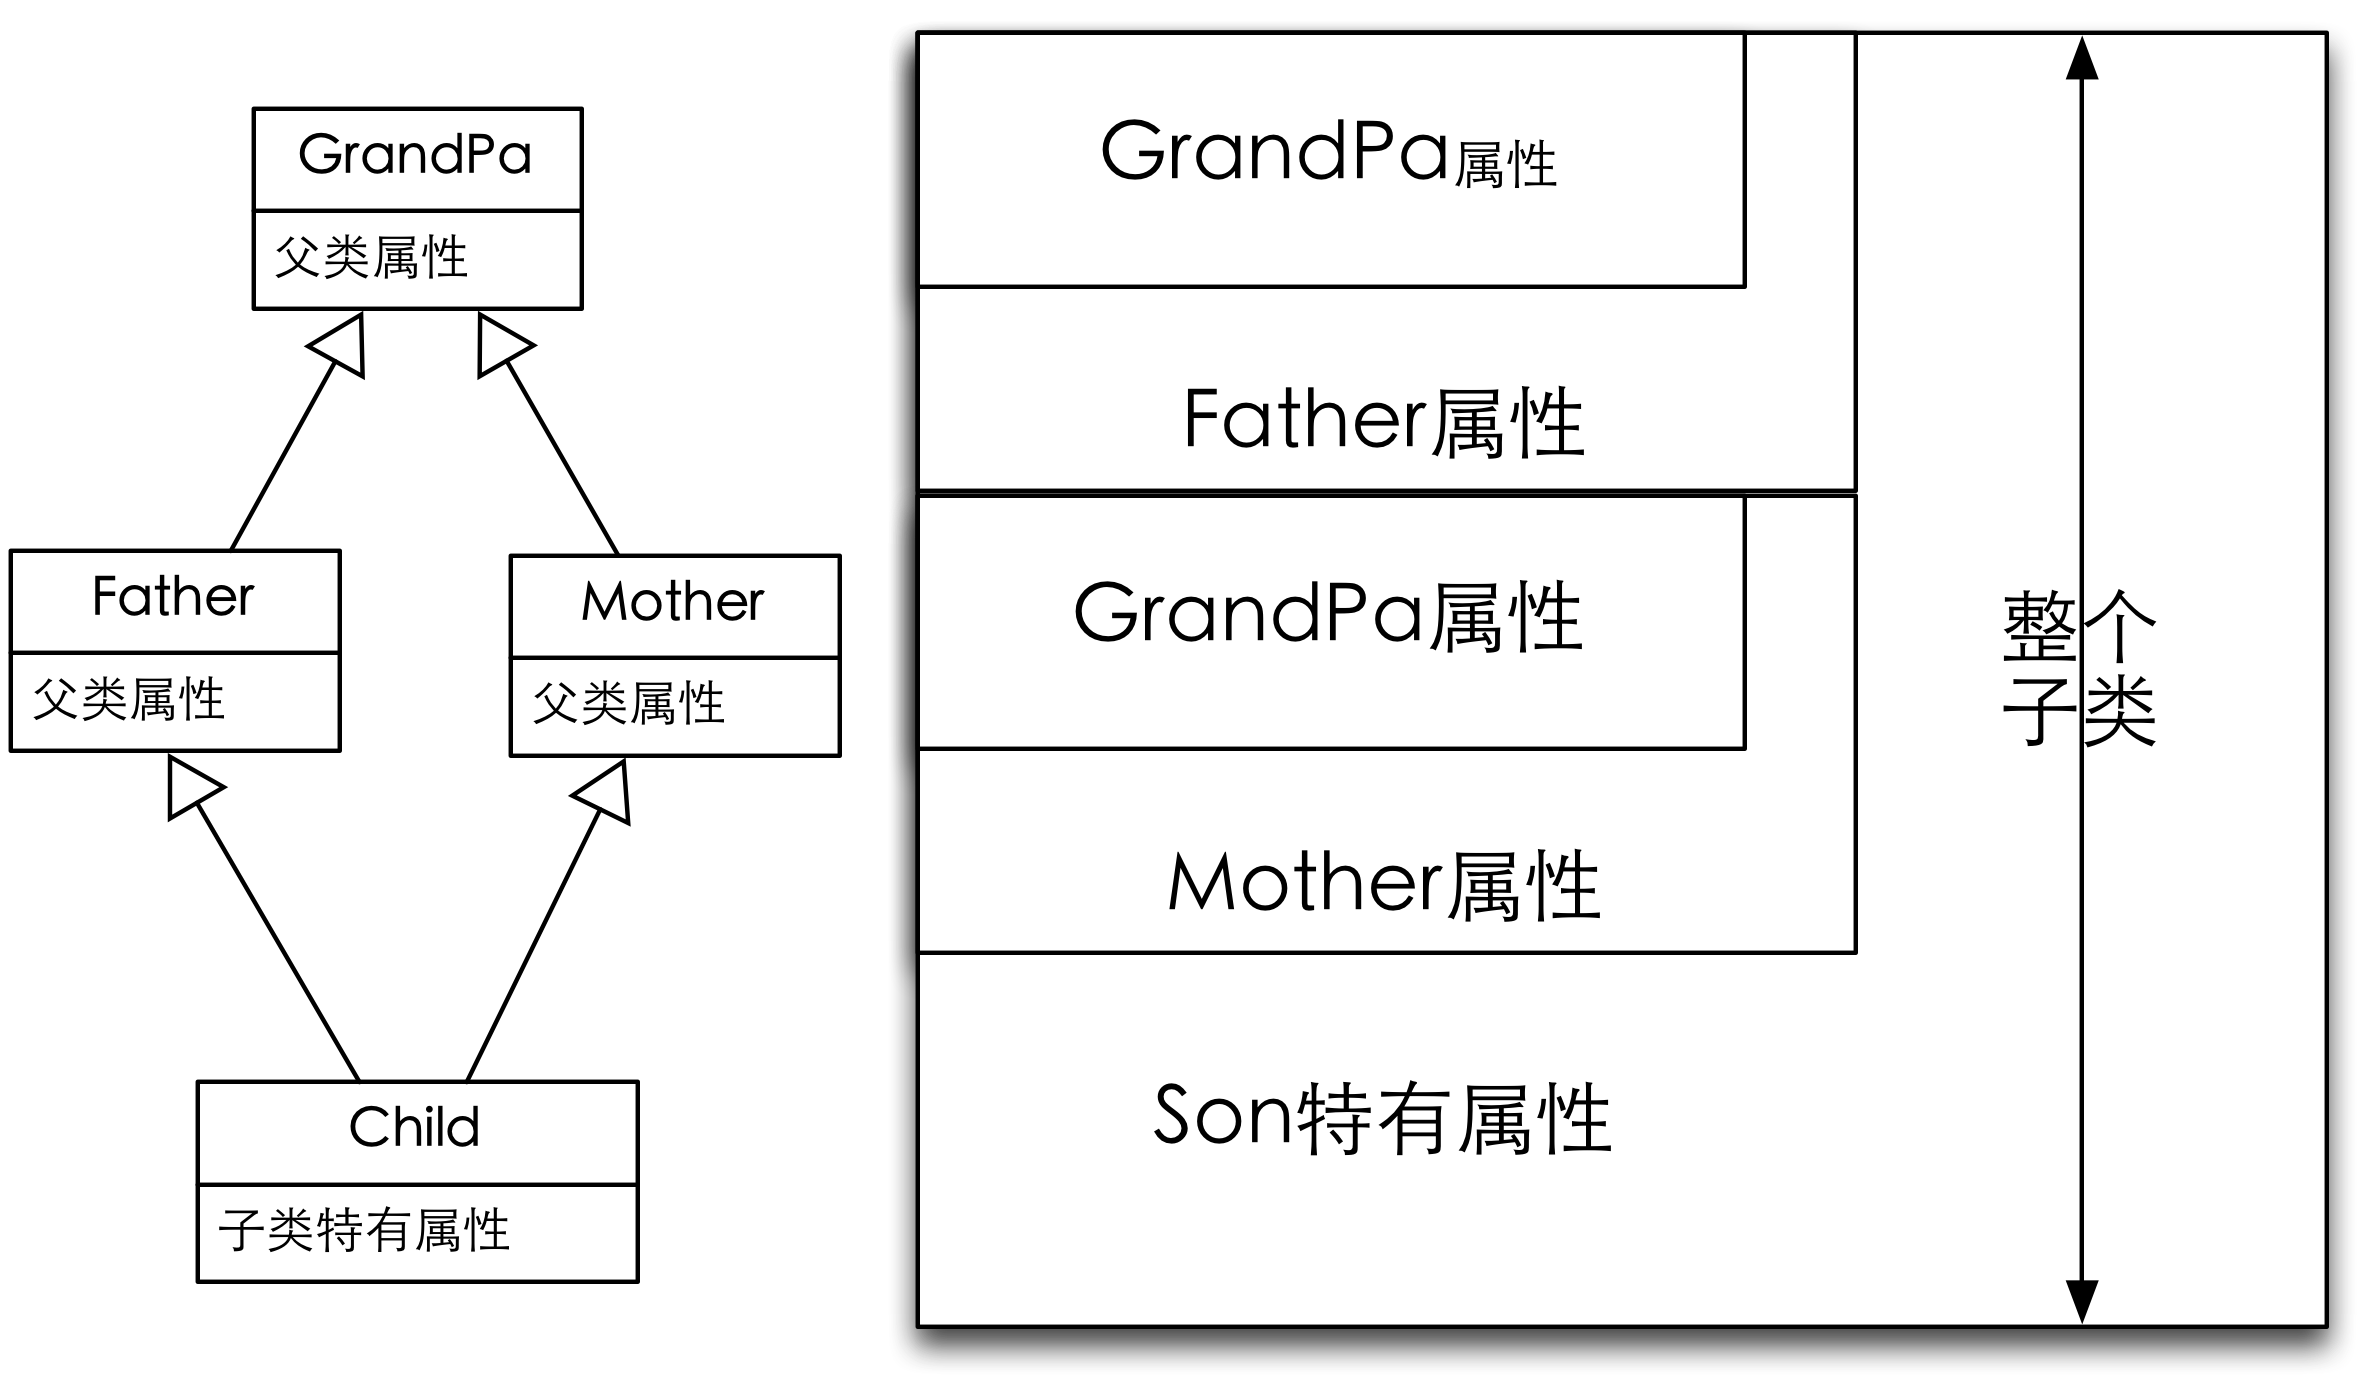 GrandPa
父类属性
Father
父类属性
Mother
父类属性
Child
子类特有属性
GrandPa属性
Father属性
GrandPa属性
Mother属性
Son特有属性
整个
子类